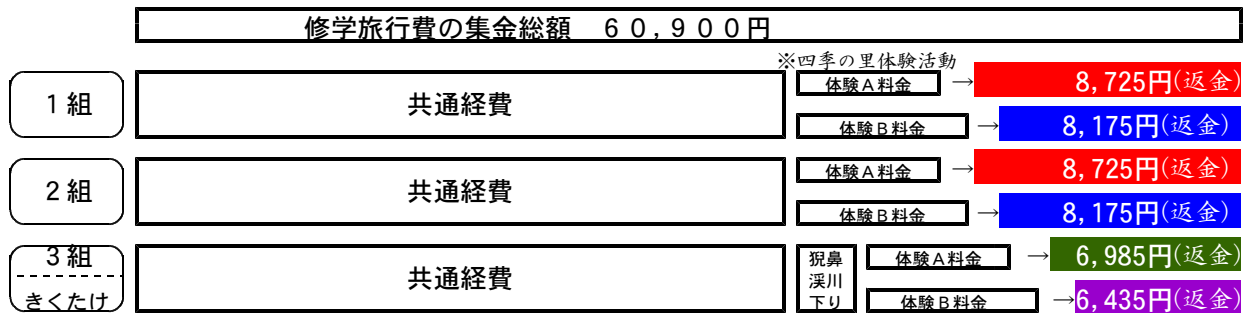 修学旅行費の集金総額　６０,９００円
※四季の里体験活動
１組
共通経費
体験Ａ料金
→
8,725円(返金)
体験Ｂ料金
→
8,175円(返金)
２組
共通経費
体験Ａ料金
→
8,725円(返金)
体験Ｂ料金
→
8,175円(返金)
３組
きくたけ
共通経費
猊鼻
渓川
下り
体験Ａ料金
→
6,985円(返金)
体験Ｂ料金
→
6,435円(返金)